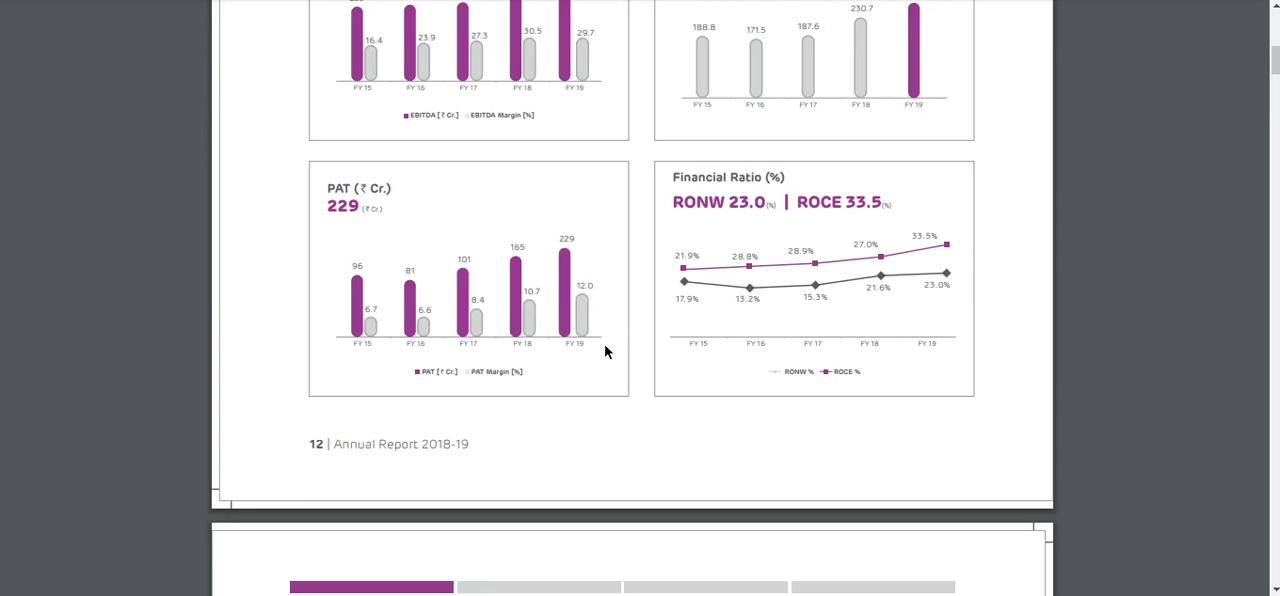 16.4 23.9 27.3 30.5 29.7
FY 15 FY 16 FY 17 FY 18 FY 19
EBITDA [₹ Cr.] EBITDA Margin [%]
188.8 171.5 187.6 230.7
FY 15 FY 16 FY 17 FY 18 FY 19
PAT (₹ Cr.)
229 (₹ Cr.)
96 81 101 165 229
6.7 6.6 8.4 10.7 12.0
FY 15 FY 16 FY 17 FY 18 FY 19
PAT [₹ Cr.] PAT Margin [%]
Financial Ratio (%)
RONW 23.0(%) | ROCE 33.5(%)
21.9% 28.8% 28.9% 27.0% 33.5%
17.9% 13.2% 15.3% 21.6% 23.0%
FY 15 FY 16 FY 17 FY 18 FY 19
RONW % ROCE %
12 | Annual Report 2018-19